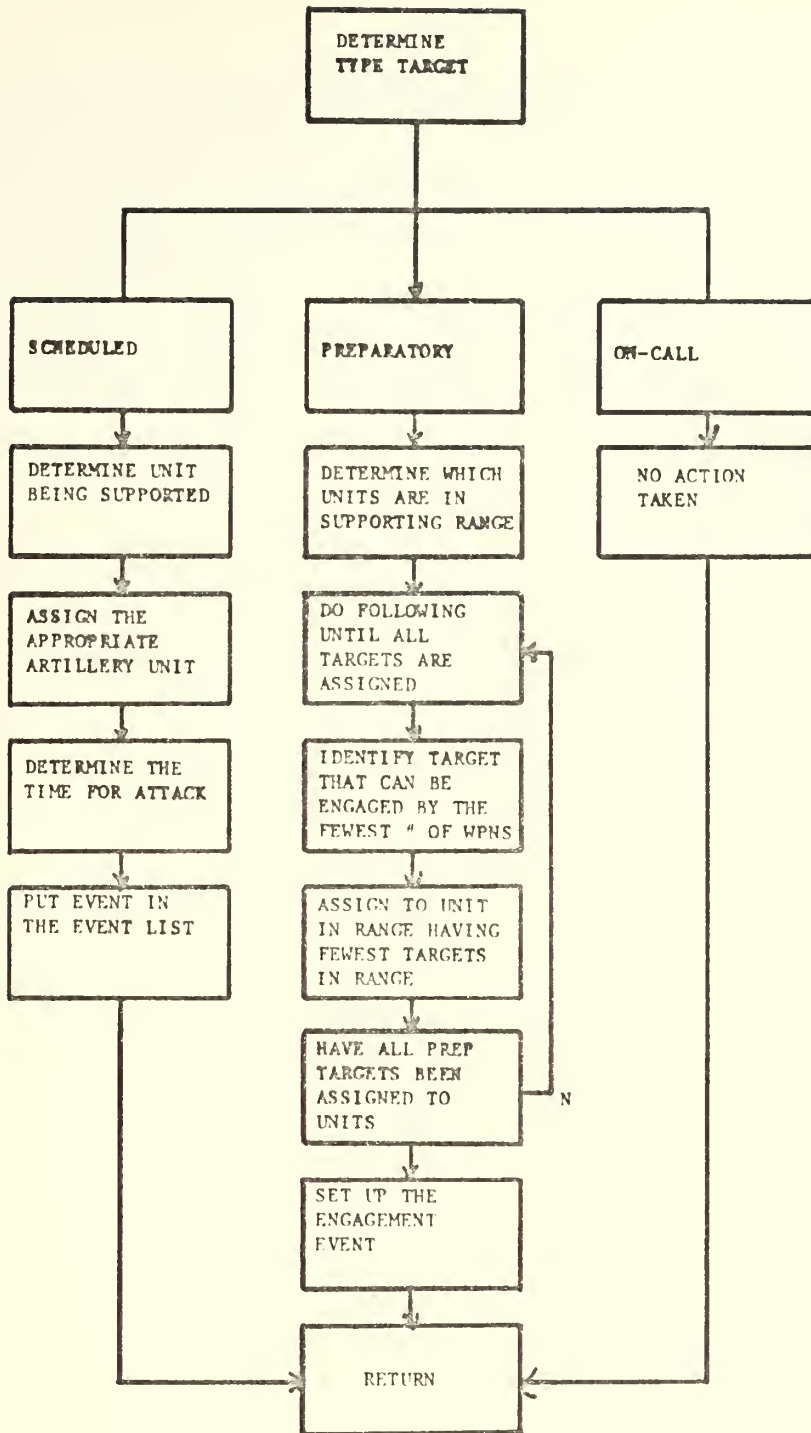 DETERMINE
TYPE TARGET
SCHEDULED
PREPARATORY
ON-CALL
DETERMINE UNIT
BEING SUPPORTED
DETERMINE WHICH
UNITS ARE IN
SUPPORTING RANGE
NO ACTION
TAKEN
ASSIGN THE
APPROPRIATE
ARTILLERY UNIT
DO FOLLOWING
UNTIL ALL
TARGETS ARE
ASSIGNED
DETERMINE THE
TIME FOR ATTACK
IDENTIFY TARGET
THAT CAN BE
ENGAGED BY THE
FEWEST # OF WPNS
PUT EVENT IN
THE EVENT LIST
ASSIGN TO UNIT
IN RANGE HAVING
FEWEST TARGETS
IN RANGE
HAVE ALL PREP
TARGETS BEEN
ASSIGNED TO
UNITS
N
SET UP THE
ENGAGEMENT
EVENT
RETURN